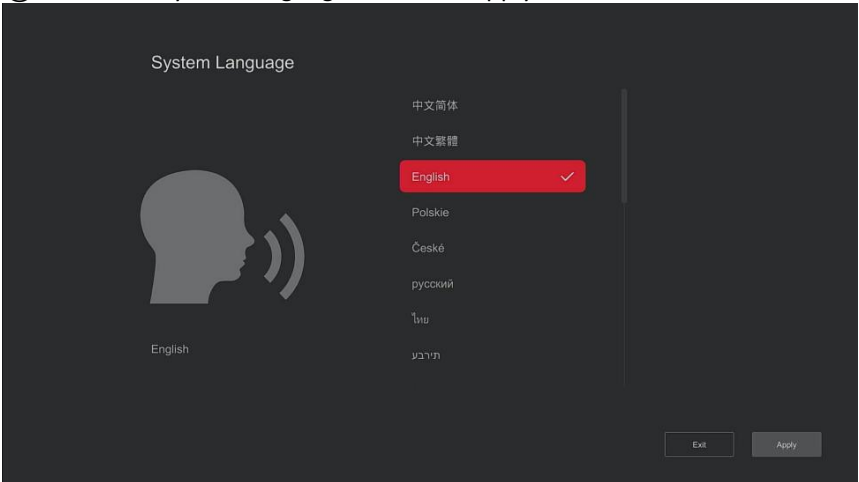 System Language
中文简体
中文繁體
English
Polskie
České
русский
ไทย
תירבע
English
Exit
Apply